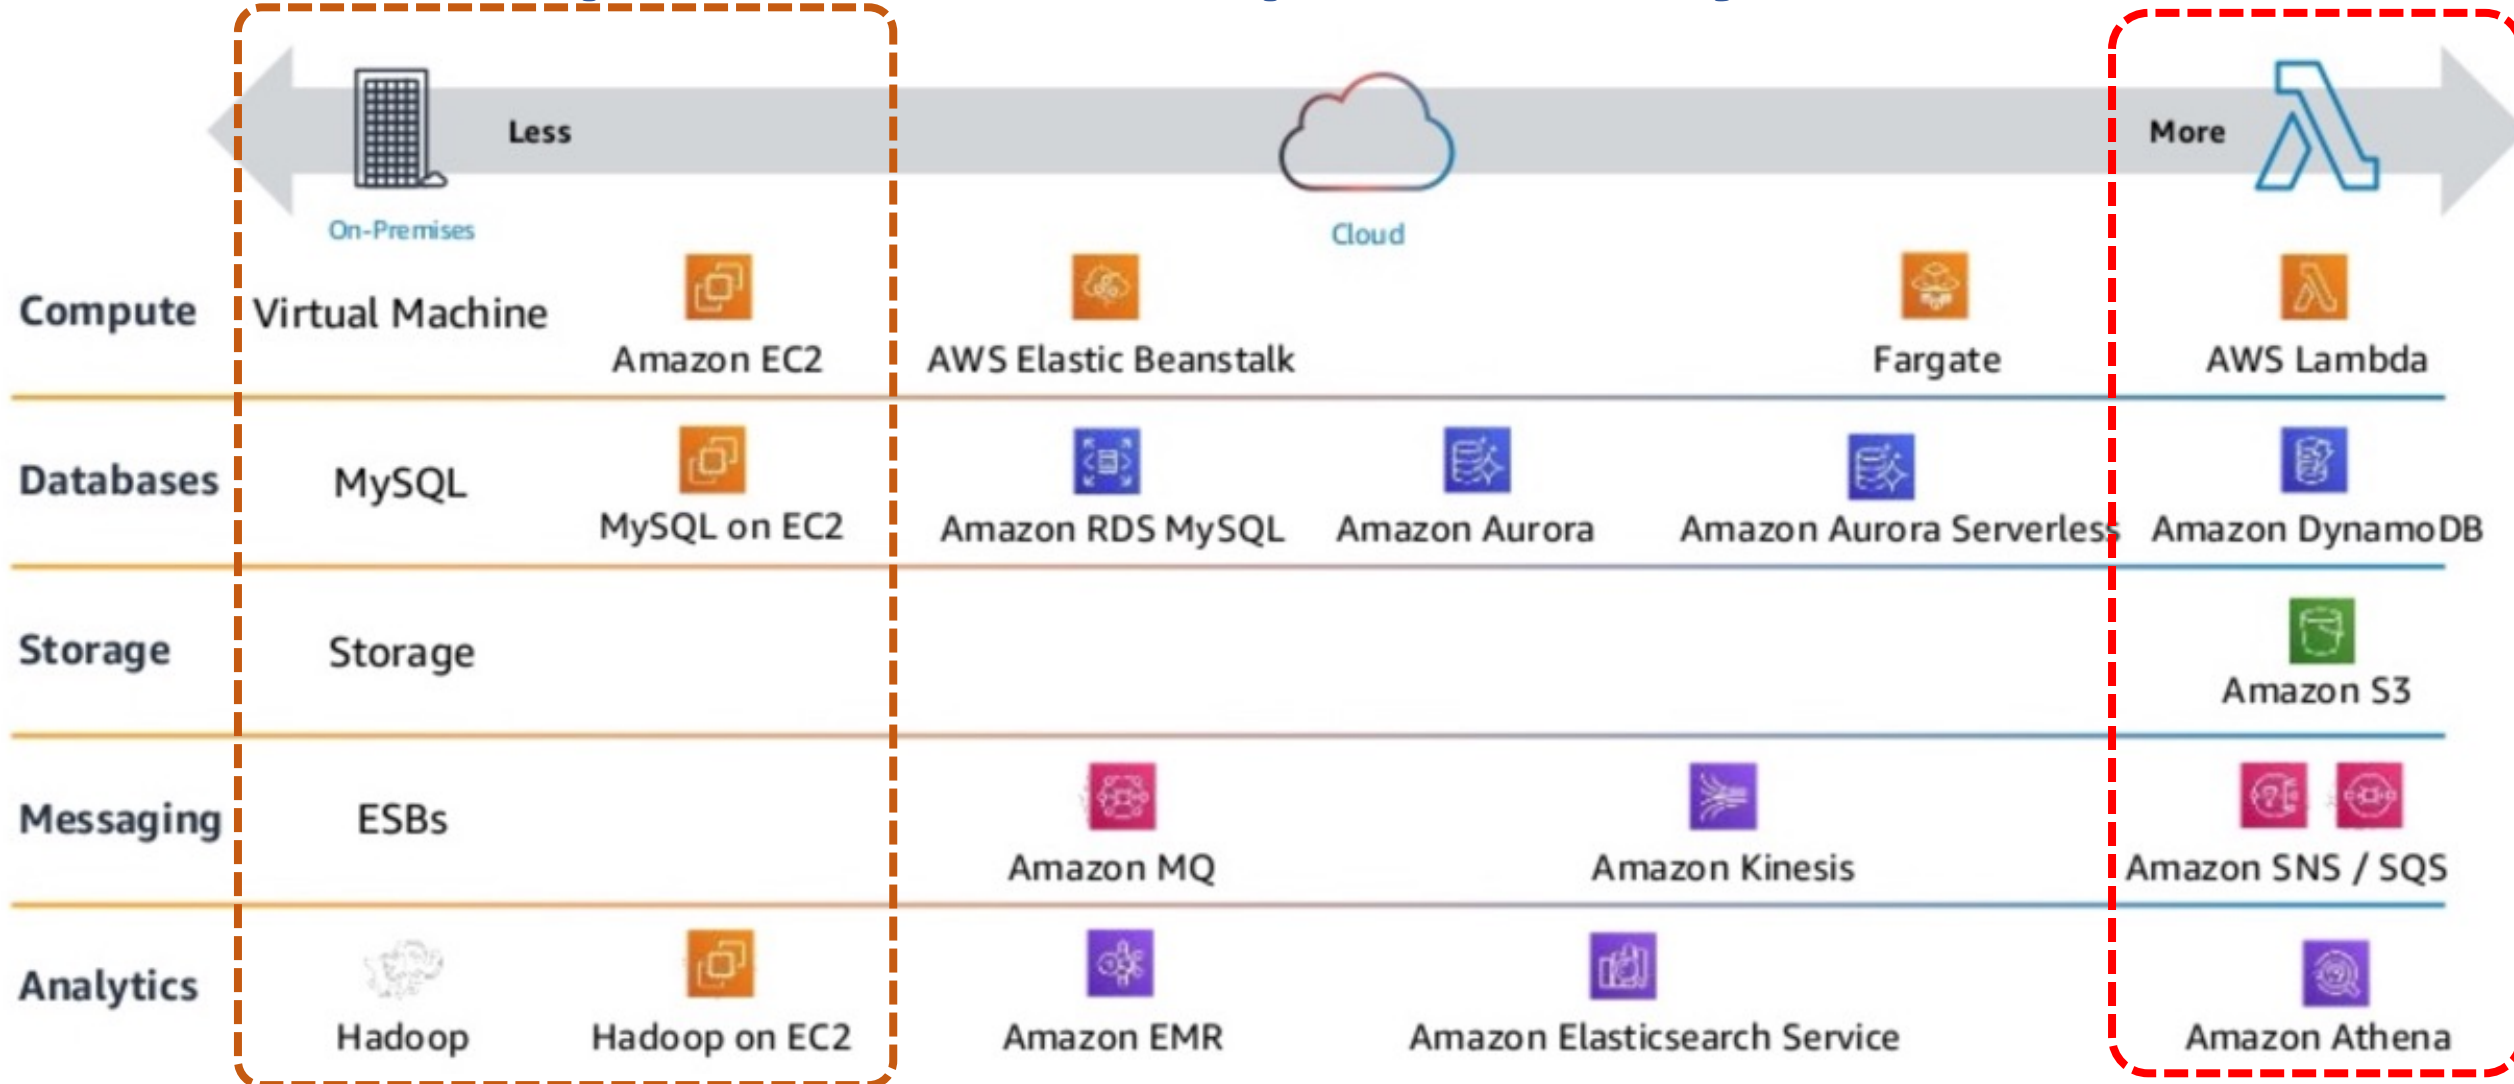 Less
More
On-Premises
Cloud
Compute
Virtual Machine
Amazon EC2
AWS Elastic Beanstalk
Fargate
AWS Lambda
Databases
MySQL
MySQL on EC2
Amazon RDS MySQL
Amazon Aurora
Amazon Aurora Serverless
Amazon DynamoDB
Storage
Storage
Amazon S3
Messaging
ESBs
Amazon MQ
Amazon Kinesis
Amazon SNS / SQS
Analytics
Hadoop
Hadoop on EC2
Amazon EMR
Amazon Elasticsearch Service
Amazon Athena